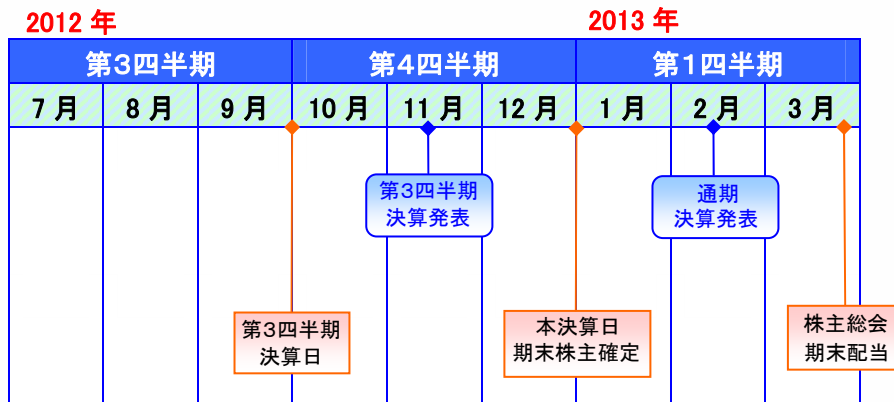 2012 年
2013 年
第3四半期
第4四半期
第1四半期
7 月
8 月
9 月
10 月
11 月
12 月
1 月
2 月
3 月
第3四半期
決算発表
通期
決算発表
第3四半期
決算日
本決算日
期末株主確定
株主総会
期末配当